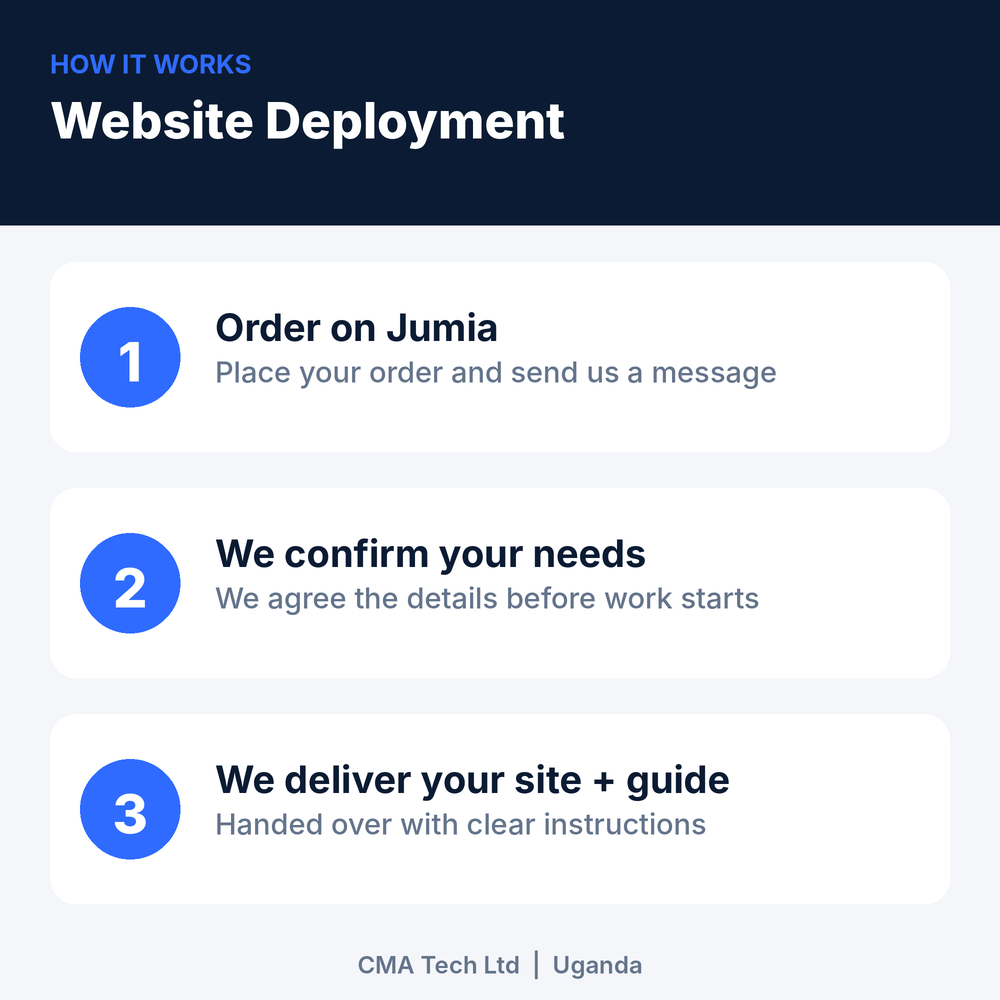 HOW IT WORKS
Website Deployment
1
Order on Jumia
Place your order and send us a message
2
We confirm your needs
We agree the details before work starts
3
We deliver your site + guide
Handed over with clear instructions
CMA Tech Ltd | Uganda